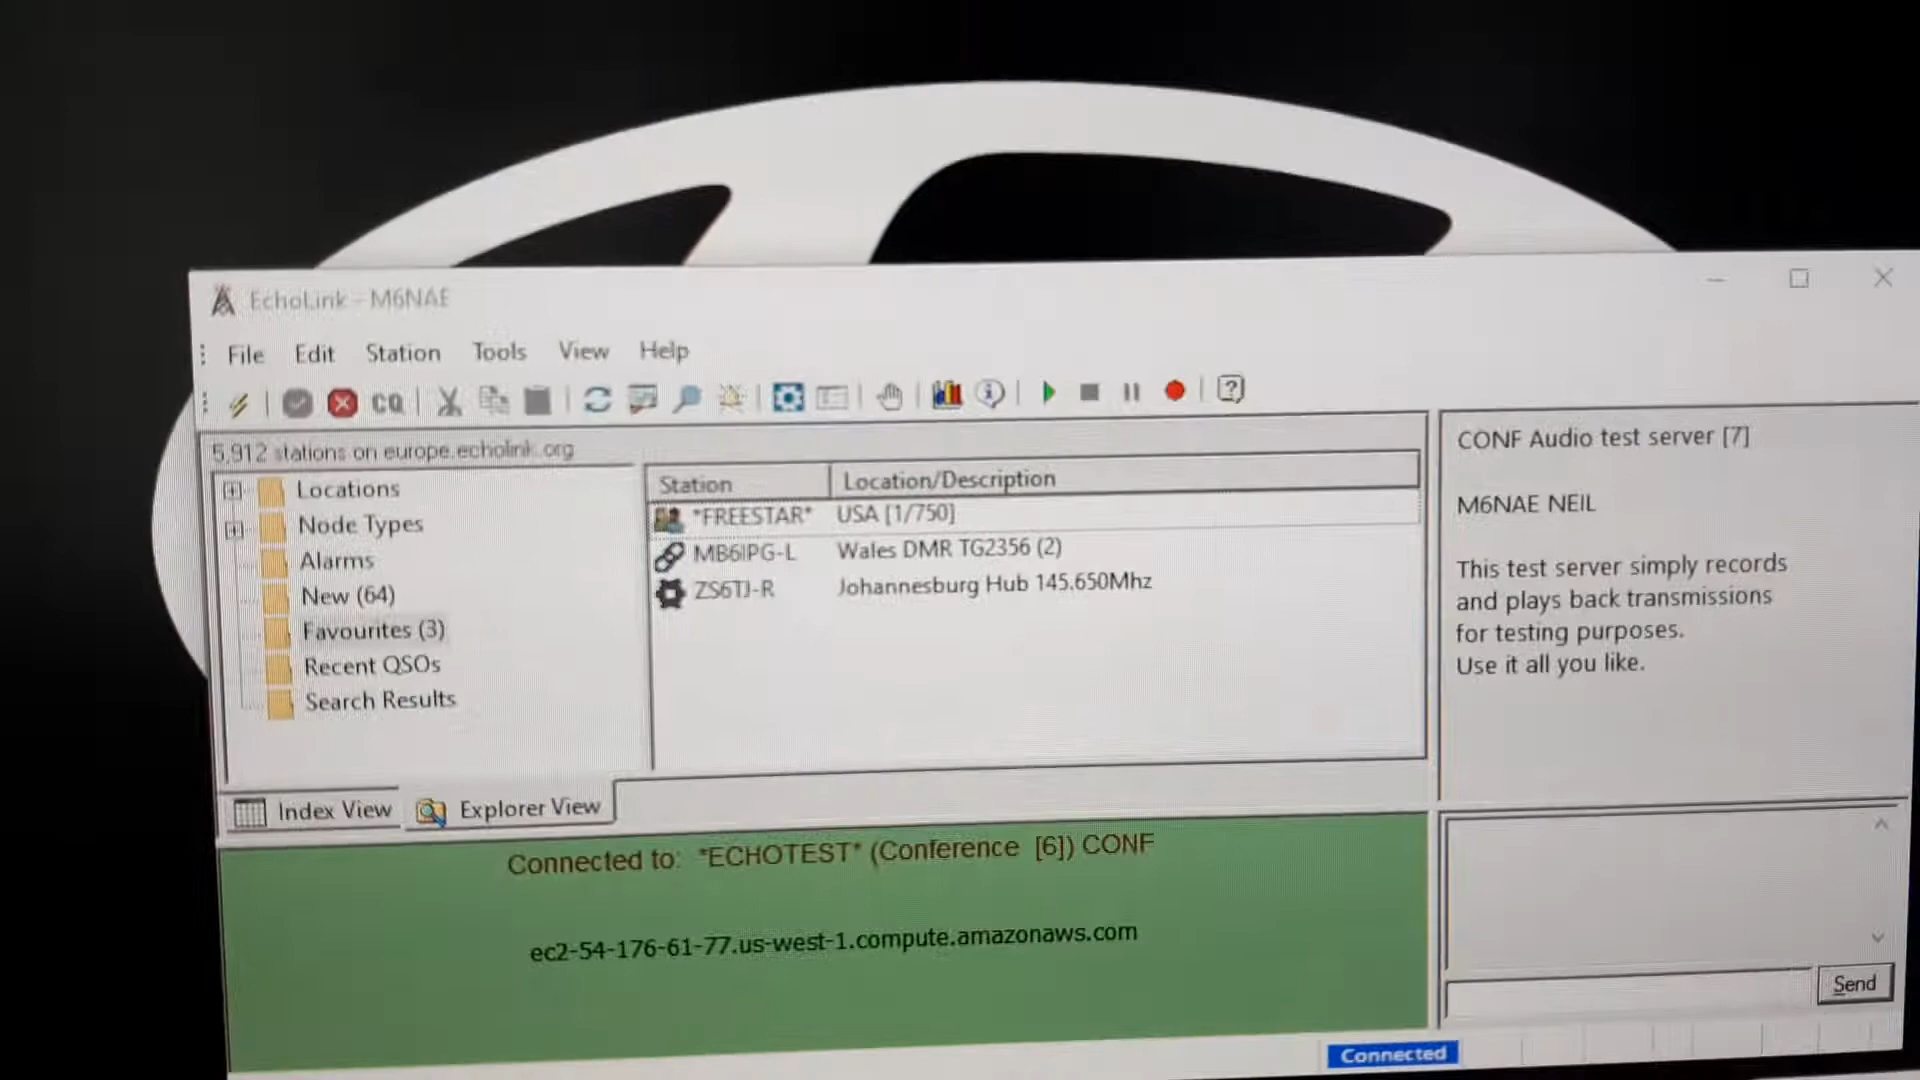 EchoLink - M6NAE
File Edit Station Tools View Help
CQ
5,912 stations on europe.echolink.org
Locations
Node Types
Alarms
New (64)
Favourites (3)
Recent QSOs
Search Results
Station Location/Description
*FREESTAR* USA [1/750]
MB6IPG-L Wales DMR TG2356 (2)
ZS6TJ-R Johannesburg Hub 145.650Mhz
Index View Explorer View
CONF Audio test server [7]
M6NAE NEIL
This test server simply records
and plays back transmissions
for testing purposes.
Use it all you like.
Connected to: *ECHOTEST* (Conference [6]) CONF
ec2-54-176-61-77.us-west-1.compute.amazonaws.com
Send
Connected